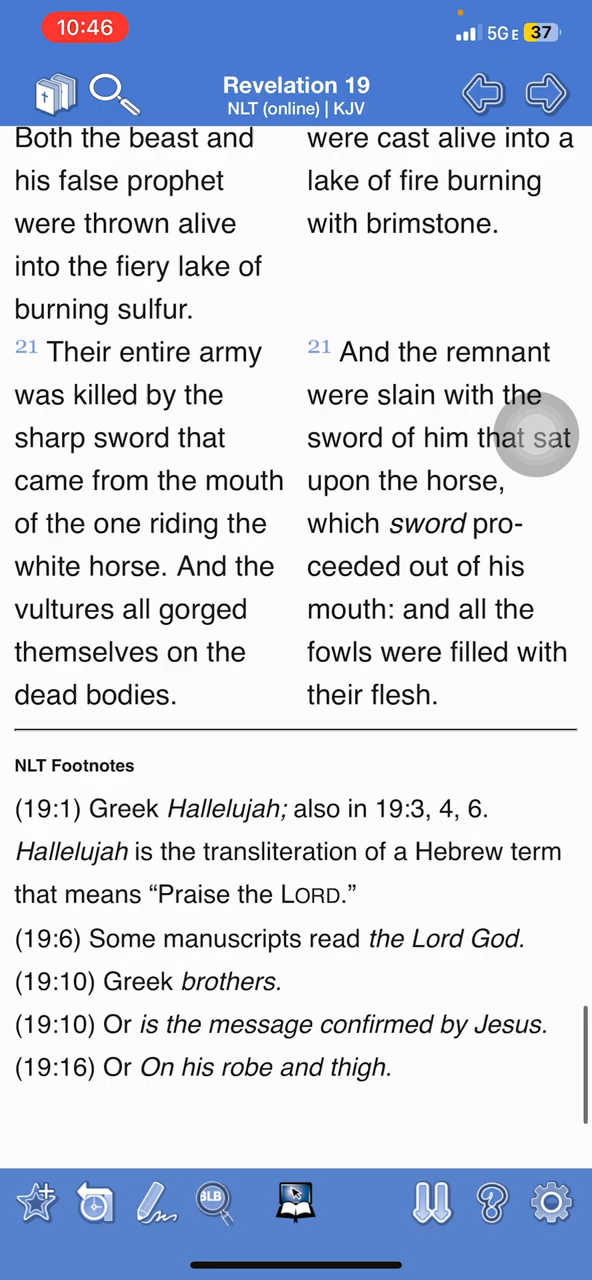 10:46
5GE 37
Revelation 19
NLT (online) | KJV
Both the beast and
his false prophet
were thrown alive
into the fiery lake of
burning sulfur.
21 Their entire army
was killed by the
sharp sword that
came from the mouth
of the one riding the
white horse. And the
vultures all gorged
themselves on the
dead bodies.
were cast alive into a
lake of fire burning
with brimstone.
21 And the remnant
were slain with the
sword of him that sat
upon the horse,
which sword pro-
ceeded out of his
mouth: and all the
fowls were filled with
their flesh.
NLT Footnotes
(19:1) Greek Hallelujah; also in 19:3, 4, 6.
Hallelujah is the transliteration of a Hebrew term
that means “Praise the LORD.”
(19:6) Some manuscripts read the Lord God.
(19:10) Greek brothers.
(19:10) Or is the message confirmed by Jesus.
(19:16) Or On his robe and thigh.
BLB